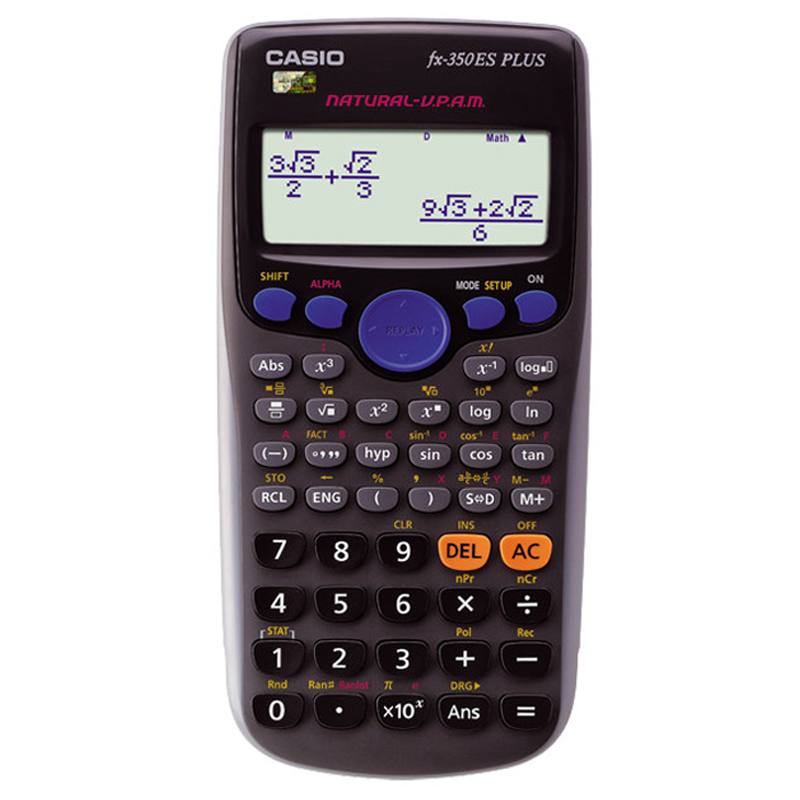 CASIO fx-350ES PLUS
NATURAL-V.P.A.M.
M D Math ▲
3√3/2 + √2/3
9√3+2√2/6
SHIFT ALPHA MODE SETUP ON
REPLAY
: x!
Abs x³ x⁻¹ log■▯
■▯/▯ ³√■ ▯√▯ 10■ e■
▯/▯ √■ x² x■ log ln
A FACT B C sin⁻¹ D cos⁻¹ E tan⁻¹ F
(−) ° ’ ’’ hyp sin cos tan
STO ← % , X a b/c⇔d/c Y M− M
RCL ENG ( ) S⇔D M+
CLR INS OFF
7 8 9 DEL AC
nPr nCr
4 5 6 × ÷
STAT Pol Rec
1 2 3 + −
Rnd Ran# RanInt π e DRG▶
0 . ×10ˣ Ans =